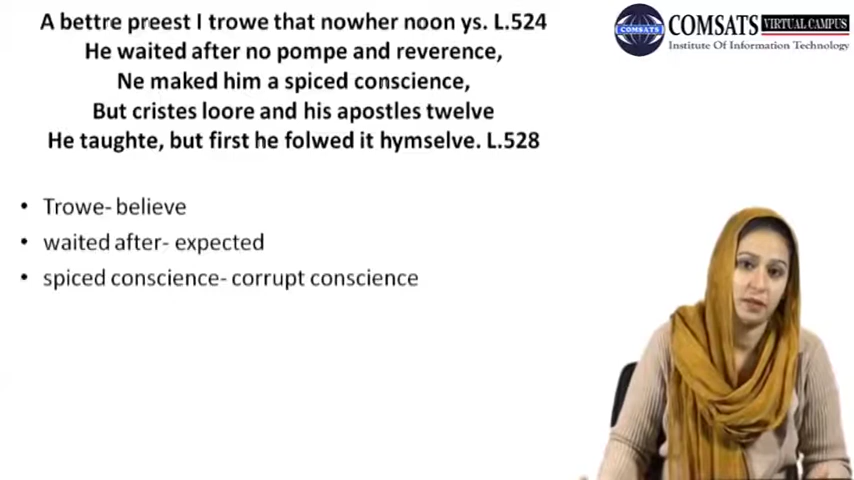 A bettre preest I trowe that nowher noon ys. L.524
He waited after no pompe and reverence,
Ne maked him a spiced conscience,
But cristes loore and his apostles twelve
He taughte, but first he folwed it hymselve. L.528
• Trowe- believe
• waited after- expected
• spiced conscience- corrupt conscience
COMSATS
COMSATS VIRTUAL CAMPUS
Institute Of Information Technology